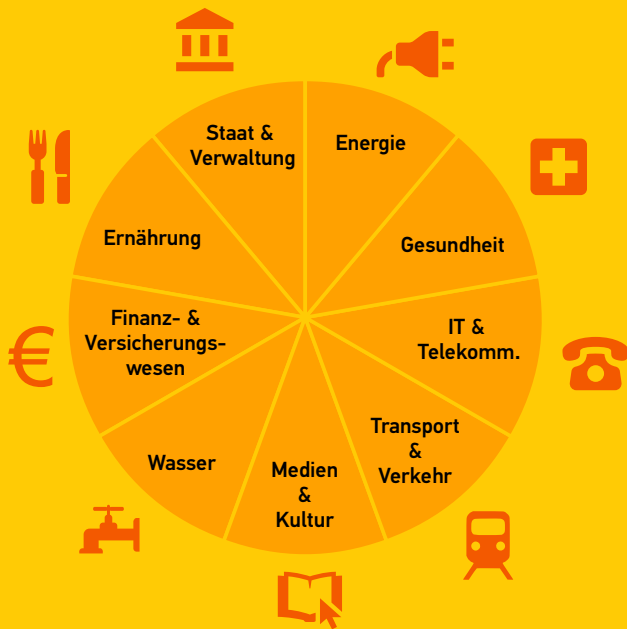 Staat &
Verwaltung
Energie
Gesundheit
IT &
Telekomm.
Transport
&
Verkehr
Medien
&
Kultur
Wasser
Finanz- &
Versicherungs-
wesen
Ernährung